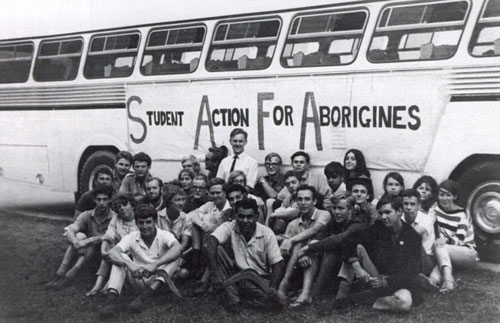 STUDENT ACTION FOR ABORIGINES